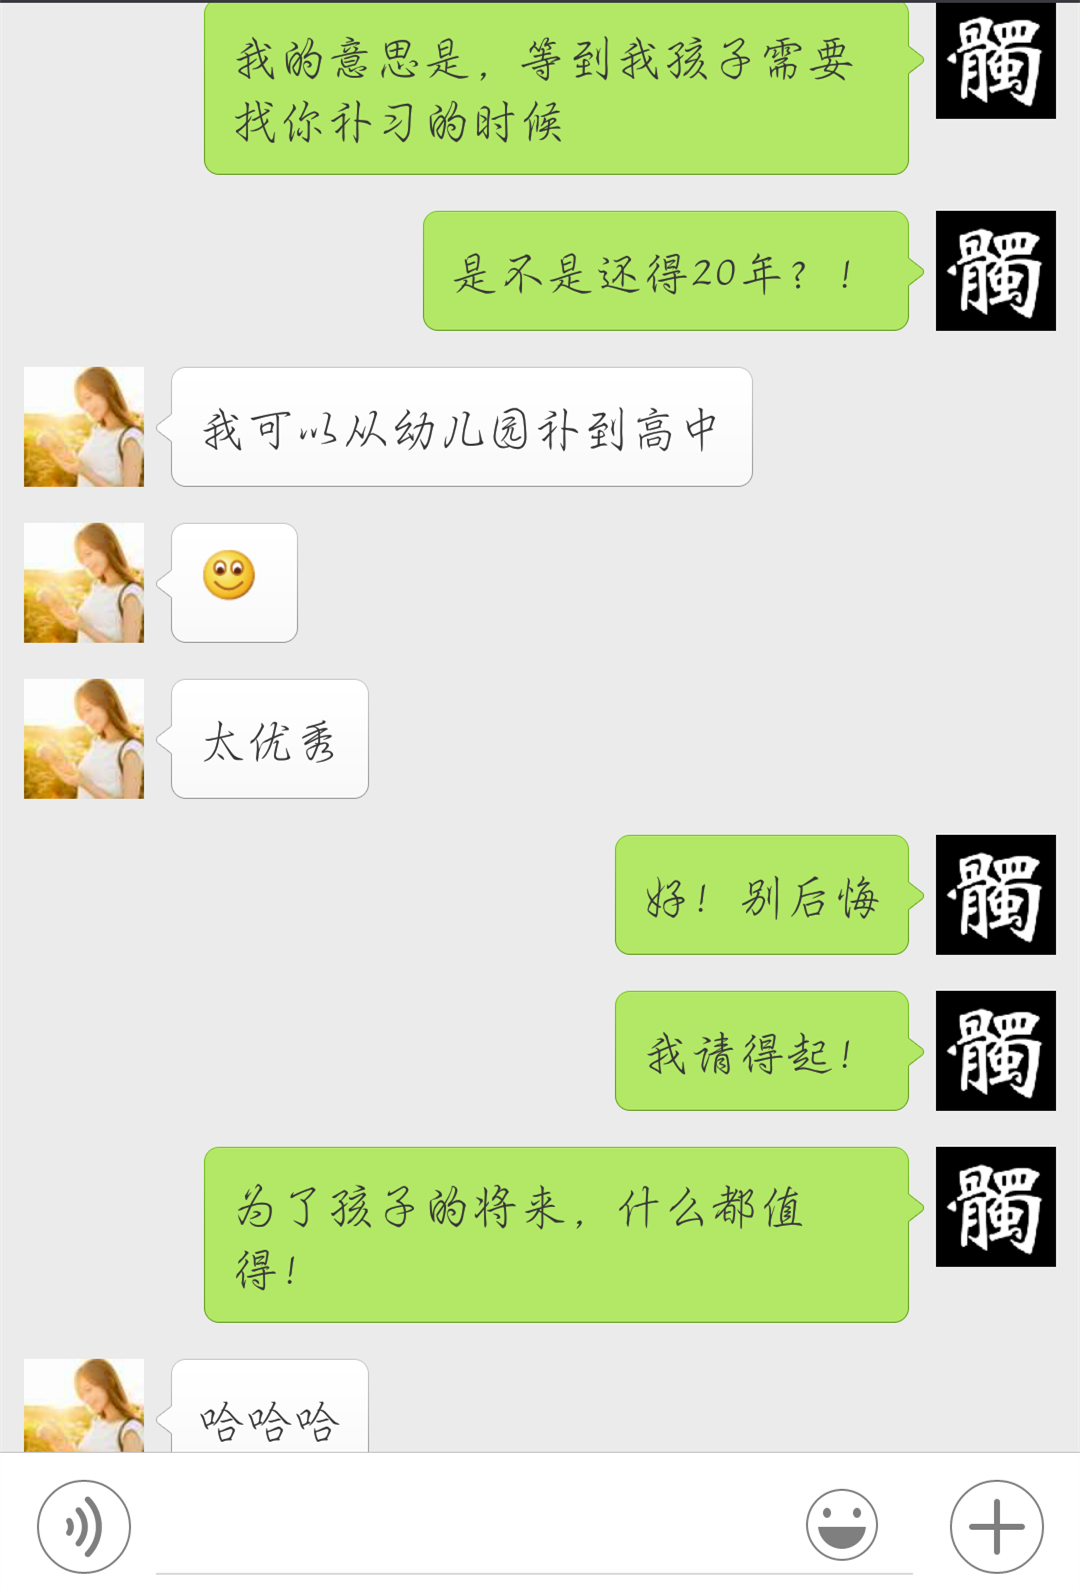 我的意思是，等到我孩子需要
找你补习的时候
髑
是不是还得20年？！
髑
我可以从幼儿园补到高中
太优秀
好！别后悔
髑
我请得起！
髑
为了孩子的将来，什么都值
得！
髑
哈哈哈